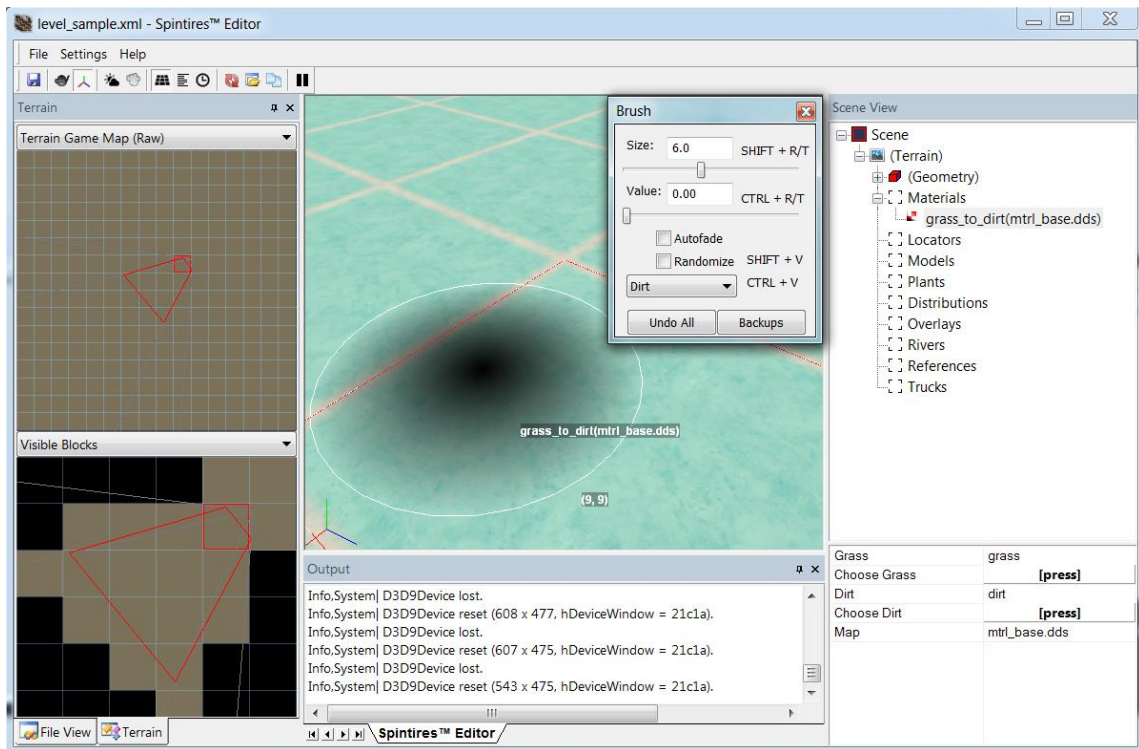 level_sample.xml - Spintires™ Editor
File Settings Help
Terrain
Terrain Game Map (Raw)
Visible Blocks
File View Terrain
Brush
Size: 6.0 SHIFT + R/T
Value: 0.00 CTRL + R/T
Autofade
Randomize SHIFT + V
Dirt CTRL + V
Undo All Backups
grass_to_dirt(mtrl_base.dds)
(9, 9)
Output
Info,System| D3D9Device lost.
Info,System| D3D9Device reset (608 x 477, hDeviceWindow = 21c1a).
Info,System| D3D9Device lost.
Info,System| D3D9Device reset (607 x 475, hDeviceWindow = 21c1a).
Info,System| D3D9Device lost.
Info,System| D3D9Device reset (543 x 475, hDeviceWindow = 21c1a).
Spintires™ Editor
Scene View
Scene
(Terrain)
(Geometry)
Materials
grass_to_dirt(mtrl_base.dds)
Locators
Models
Plants
Distributions
Overlays
Rivers
References
Trucks
Grass grass
Choose Grass [press]
Dirt dirt
Choose Dirt [press]
Map mtrl_base.dds